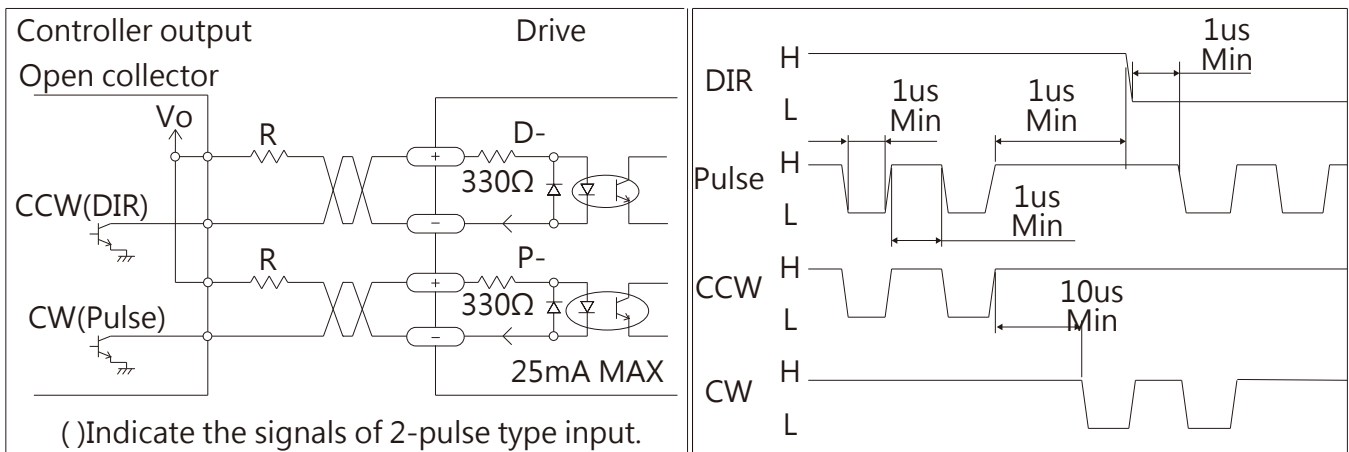 Controller output
Drive
Open collector
Vo
R
D-
+
330Ω
CCW(DIR)
-
R
P-
+
330Ω
CW(Pulse)
-
25mA MAX
( )Indicate the signals of 2-pulse type input.
DIR
H
L
1us
Min
1us
Min
1us
Min
Pulse
H
L
1us
Min
CCW
H
L
10us
Min
CW
H
L